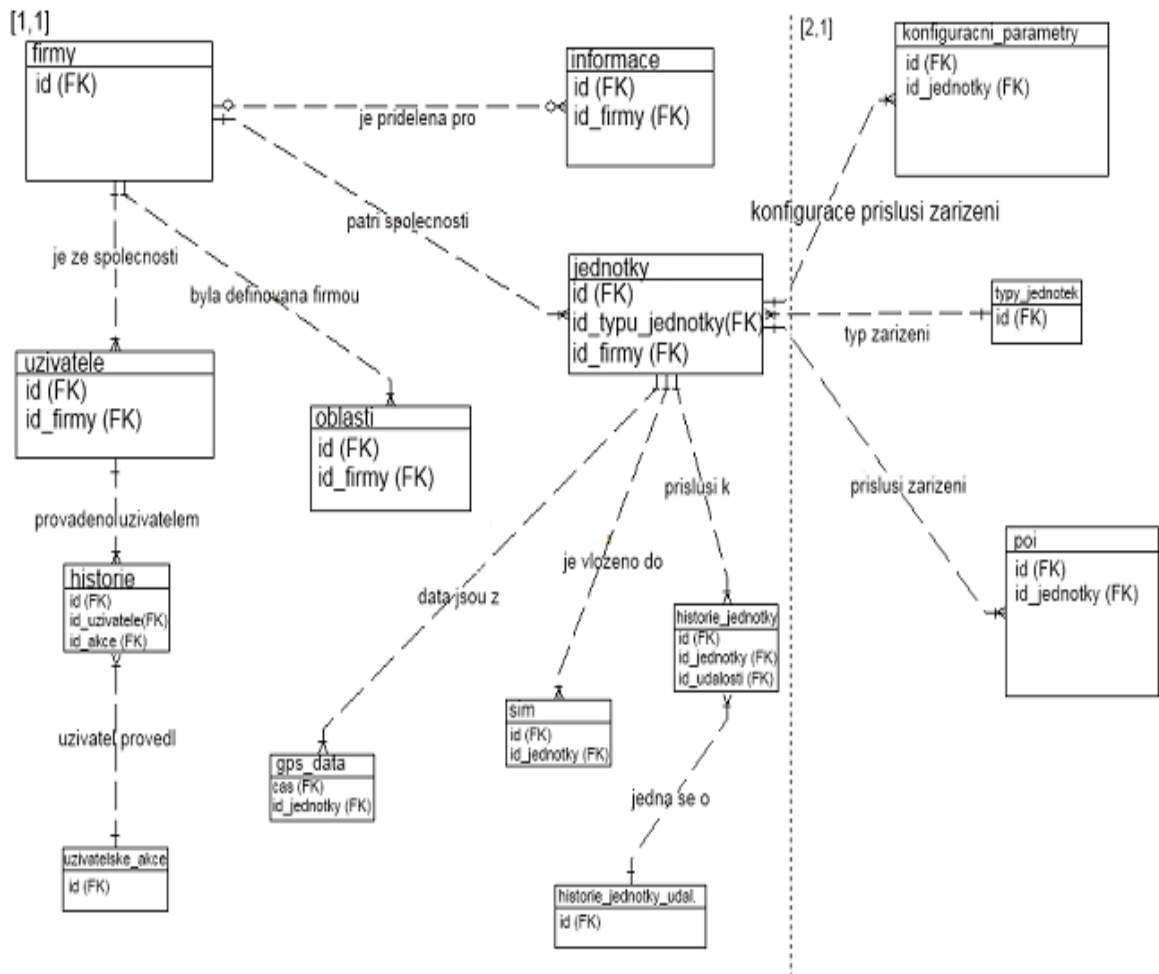 [1,1]
firmy
id (FK)
informace
id (FK)
id_firmy (FK)
je pridelena pro
[2,1]
konfiguracni_parametry
id (FK)
id_jednotky (FK)
konfigurace prislusi zarizeni
patri spolecnosti
je ze spolecnosti
byla definovana firmou
jednotky
id (FK)
id_typu_jednotky(FK)
id_firmy (FK)
typy_jednotek
id (FK)
typ zarizeni
uzivatele
id (FK)
id_firmy (FK)
oblasti
id (FK)
id_firmy (FK)
prislusi k
prislusi zarizeni
provadeno uzivatelem
je vlozeno do
poi
id (FK)
id_jednotky (FK)
historie
id (FK)
id_uzivatele(FK)
id_akce (FK)
data jsou z
historie_jednotky
id (FK)
id_jednotky (FK)
id_udalosti (FK)
sim
id (FK)
id_jednotky (FK)
uzivatel provedl
gps_data
cas (FK)
id_jednotky (FK)
jedna se o
uzivatelske_akce
id (FK)
historie_jednotky_udal.
id (FK)